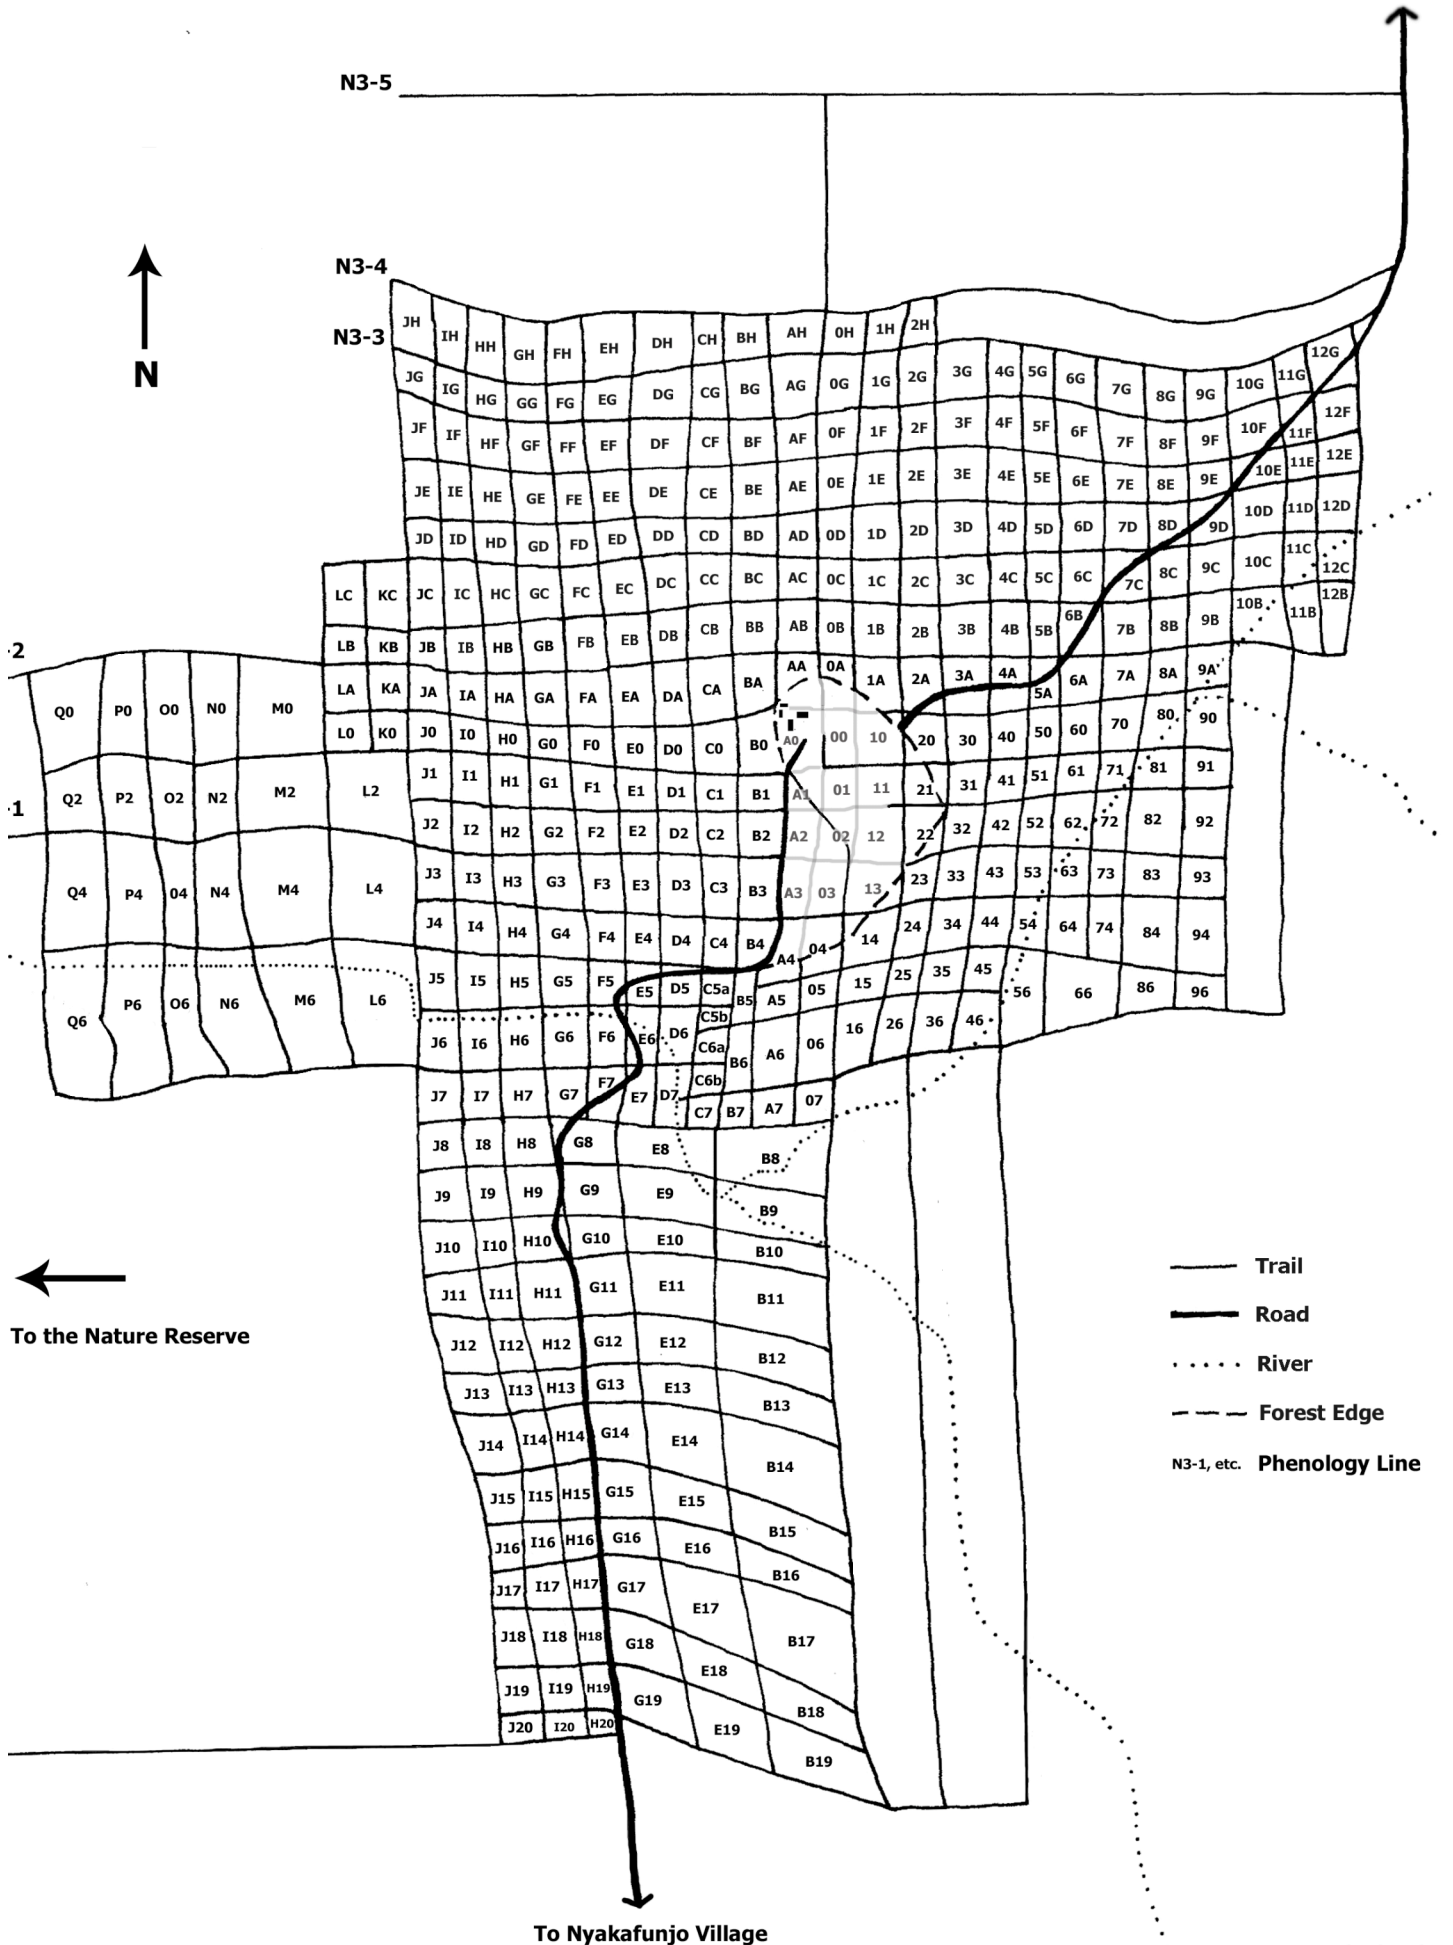 N3-5
N3-4
JH IH HH GH FH EH DH CH BH AH 0H 1H 2H
N3-3
JG IG HG GG FG EG DG CG BG AG 0G 1G 2G 3G 4G 5G 6G 7G 8G 9G 10G 11G 12G
JF IF HF GF FF EF DF CF BF AF 0F 1F 2F 3F 4F 5F 6F 7F 8F 9F 10F 11F 12F
N
JE IE HE GE FE EE DE CE BE AE 0E 1E 2E 3E 4E 5E 6E 7E 8E 9E 10E 11E 12E
JD ID HD GD FD ED DD CD BD AD 0D 1D 2D 3D 4D 5D 6D 7D 8D 9D 10D 11D 12D
LC KC JC IC HC GC FC EC DC CC BC AC 0C 1C 2C 3C 4C 5C 6C 7C 8C 9C 10C 11C 12C
LB KB JB IB HB GB FB EB DB CB BB AB 0B 1B 2B 3B 4B 5B 6B 7B 8B 9B 10B 11B 12B
-2
LA KA JA IA HA GA FA EA DA CA BA AA 0A 1A 2A 3A 4A 5A 6A 7A 8A 9A
Q0 P0 O0 N0 M0 L0 K0 J0 I0 H0 G0 F0 E0 D0 C0 B0 A0 00 10 20 30 40 50 60 70 80 90
J1 I1 H1 G1 F1 E1 D1 C1 B1 A1 01 11 21 31 41 51 61 71 81 91
-1
Q2 P2 O2 N2 M2 L2 J2 I2 H2 G2 F2 E2 D2 C2 B2 A2 02 12 22 32 42 52 62 72 82 92
J3 I3 H3 G3 F3 E3 D3 C3 B3 A3 03 13 23 33 43 53 63 73 83 93
Q4 P4 04 N4 M4 L4 J4 I4 H4 G4 F4 E4 D4 C4 B4 A4 04 14 24 34 44 54 64 74 84 94
J5 I5 H5 G5 F5 E5 D5 C5a B5 A5 05 15 25 35 45
C5b
Q6 P6 O6 N6 M6 L6 J6 I6 H6 G6 F6 E6 D6 C6a B6 A6 06 16 26 36 46 56 66 86 96
C6b
J7 I7 H7 G7 F7 E7 D7 C7 B7 A7 07
J8 I8 H8 G8 E8 B8
J9 I9 H9 G9 E9 B9
J10 I10 H10 G10 E10 B10
J11 I11 H11 G11 E11 B11
J12 I12 H12 G12 E12 B12
J13 I13 H13 G13 E13 B13
J14 I14 H14 G14 E14 B14
J15 I15 H15 G15 E15 B15
J16 I16 H16 G16 E16 B16
J17 I17 H17 G17 E17 B17
J18 I18 H18 G18 E18 B18
J19 I19 H19 G19 E19 B19
J20 I20 H20
To the Nature Reserve
Trail
Road
River
Forest Edge
N3-1, etc. Phenology Line
To Nyakafunjo Village